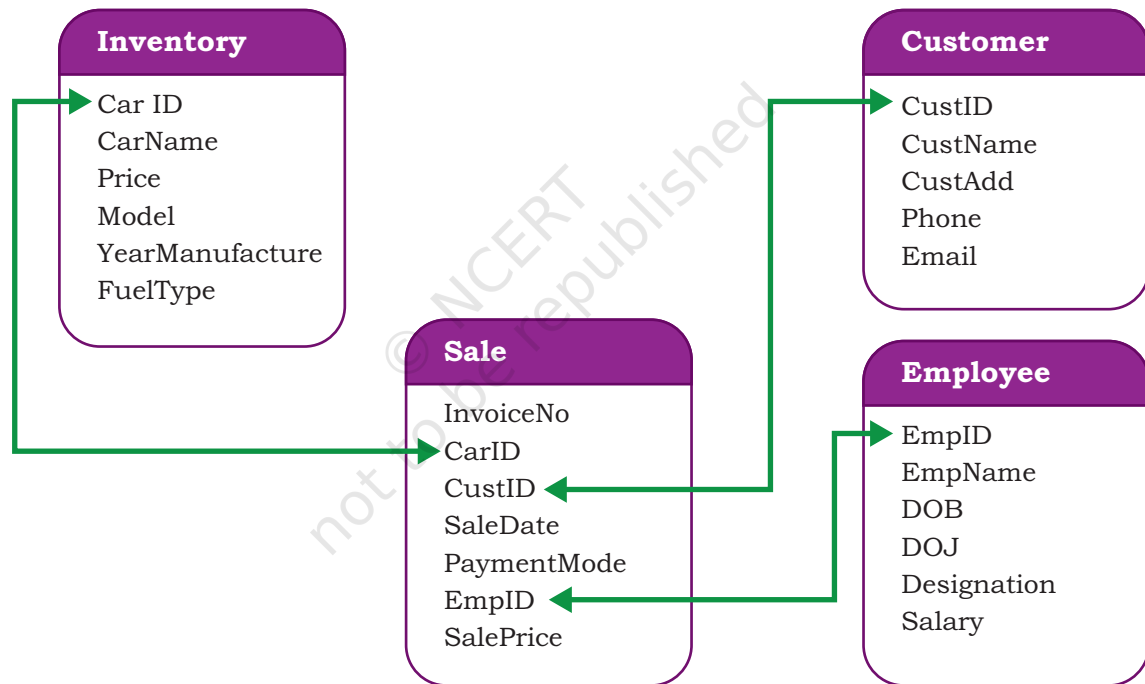 Inventory
Car ID
CarName
Price
Model
YearManufacture
FuelType
Customer
CustID
CustName
CustAdd
Phone
Email
Sale
InvoiceNo
CarID
CustID
SaleDate
PaymentMode
EmpID
SalePrice
Employee
EmpID
EmpName
DOB
DOJ
Designation
Salary
© NCERT
not to be republished